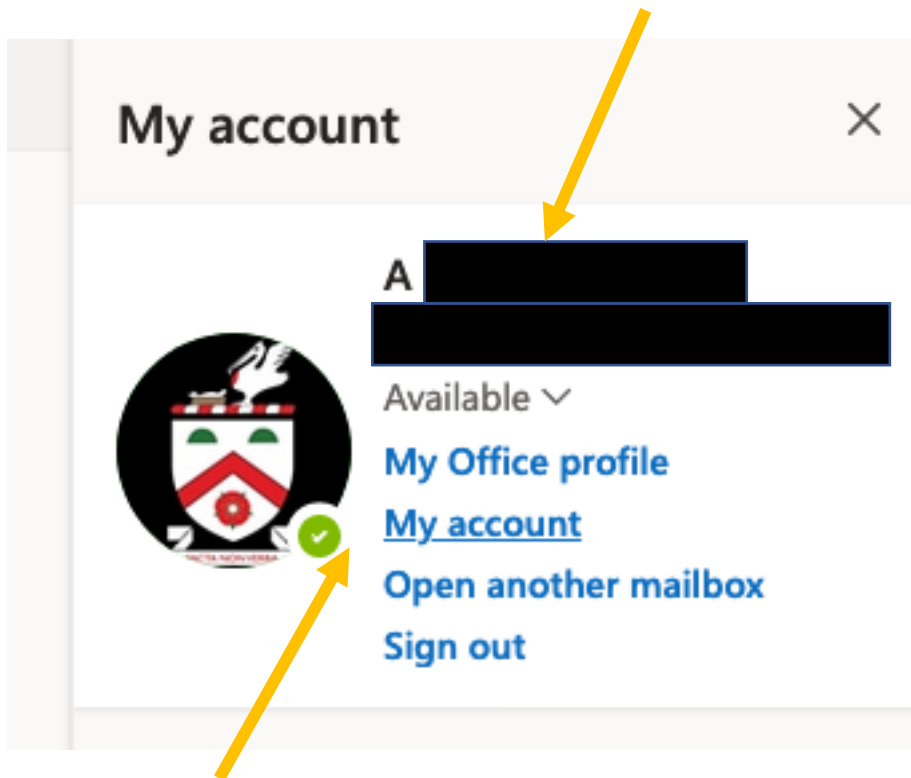 My account
A
Available
My Office profile
My account
Open another mailbox
Sign out